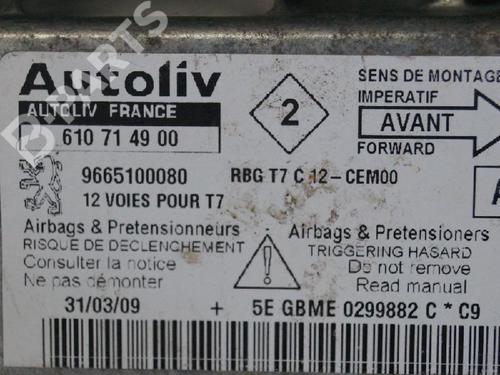 Autoliv
AUTOLIV FRANCE
610 71 49 00
9665100080
12 VOIES POUR T7
2
SENS DE MONTAGE
IMPERATIF
AVANT
FORWARD
RBG T7 C 12-CEM00
Airbags & Pretensionneurs
RISQUE DE DECLENCHEMENT
Consulter la notice
Ne pas démonter
Airbags & Pretensioners
TRIGGERING HASARD
Do not remove
Read manual
31/03/09 + 5E GBME 0299882 C * C9
B-PARTS